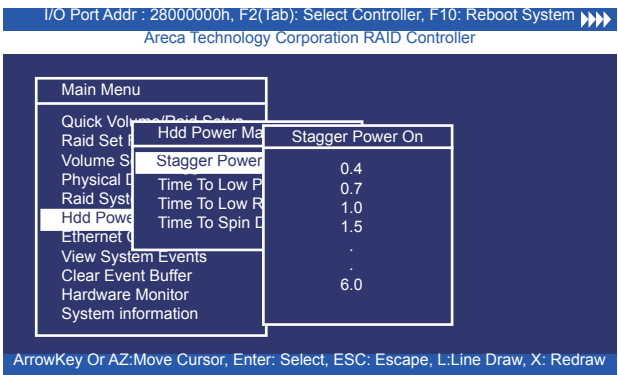 I/O Port Addr : 28000000h, F2(Tab): Select Controller, F10: Reboot System
Areca Technology Corporation RAID Controller
Main Menu
Quick Volume/Raid Setup
Raid Set
Volume S
Physical
Raid Syst
Hdd Powe
Ethernet
View System Events
Clear Event Buffer
Hardware Monitor
System information
Hdd Power Ma
Stagger Power
Time To Low P
Time To Low R
Time To Spin D
Stagger Power On
0.4
0.7
1.0
1.5
.
.
6.0
ArrowKey Or AZ:Move Cursor, Enter: Select, ESC: Escape, L:Line Draw, X: Redraw